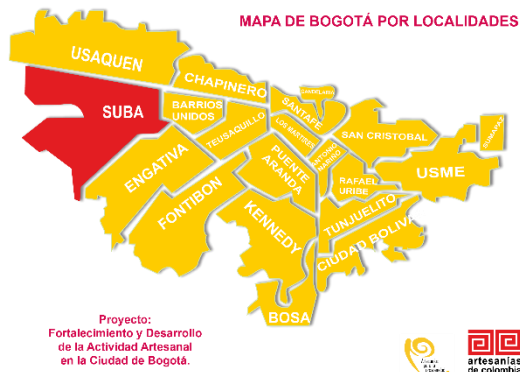 MAPA DE BOGOTÁ POR LOCALIDADES
USAQUEN
CHAPINERO
SUBA
BARRIOS
UNIDOS
TEUSAQUILLO
ENGATIVA
FONTIBON
CANDELARIA
SANTAFE
LOS MARTIRES
PUENTE
ARANDA
ANTONIO
NARIÑO
SAN CRISTOBAL
RAFAEL
URIBE
SUMAPAZ
USME
TUNJUELITO
KENNEDY
CIUDAD BOLIVA
BOSA
Proyecto:
Fortalecimiento y Desarrollo
de la Actividad Artesanal
en la Ciudad de Bogotá.
artesanías
de colombia